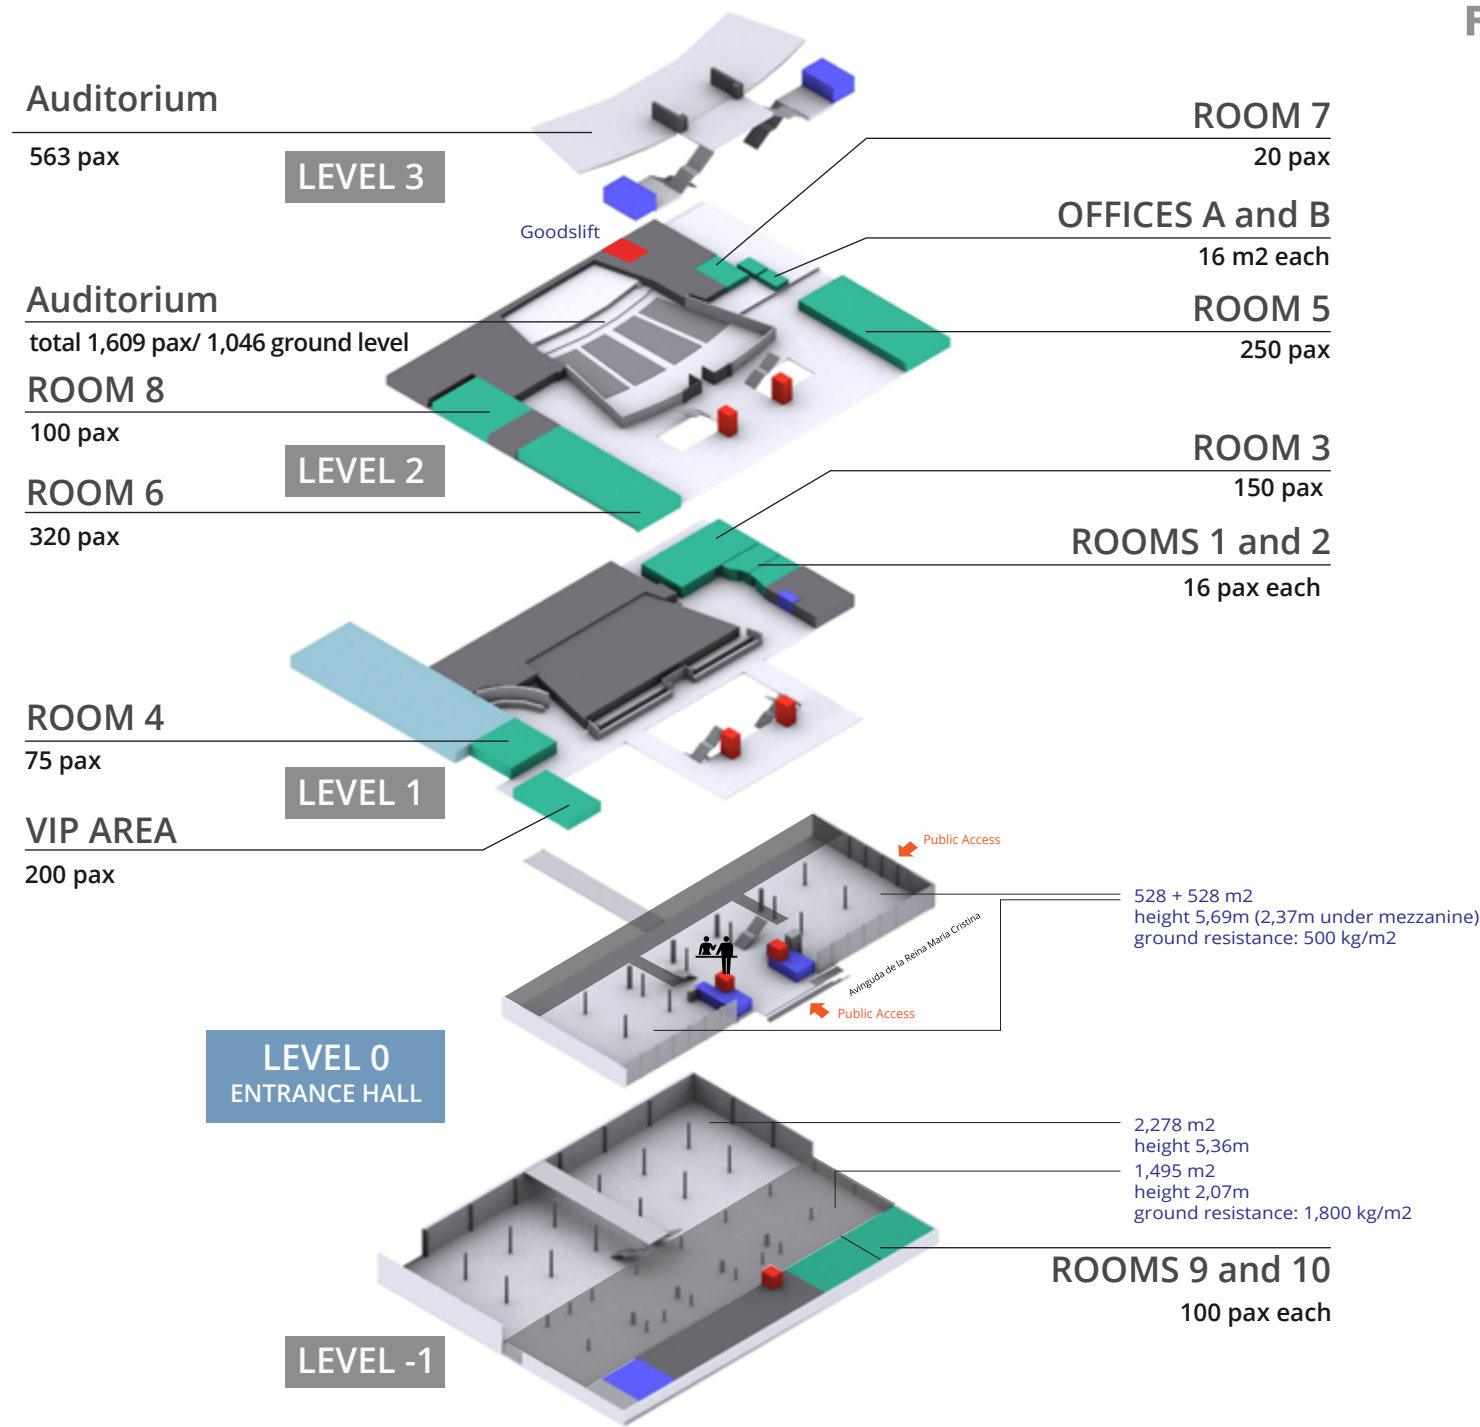 F
Auditorium
563 pax
LEVEL 3
ROOM 7
20 pax
OFFICES A and B
16 m2 each
Goodslift
Auditorium
total 1,609 pax/ 1,046 ground level
ROOM 5
250 pax
ROOM 8
100 pax
LEVEL 2
ROOM 6
320 pax
ROOM 3
150 pax
ROOMS 1 and 2
16 pax each
ROOM 4
75 pax
LEVEL 1
VIP AREA
200 pax
Public Access
528 + 528 m2
height 5,69m (2,37m under mezzanine)
ground resistance: 500 kg/m2
Avinguda de la Reina Maria Cristina
Public Access
LEVEL 0
ENTRANCE HALL
2,278 m2
height 5,36m
1,495 m2
height 2,07m
ground resistance: 1,800 kg/m2
ROOMS 9 and 10
100 pax each
LEVEL -1